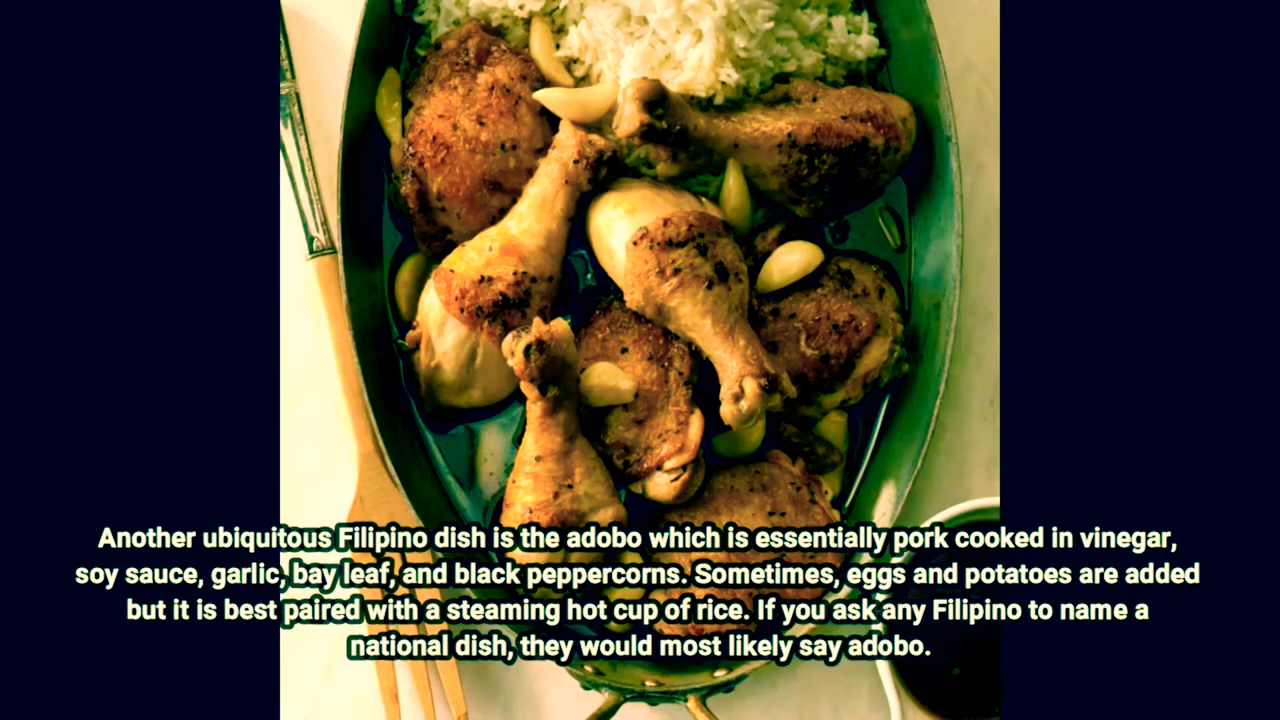 Another ubiquitous Filipino dish is the adobo which is essentially pork cooked in vinegar,
soy sauce, garlic, bay leaf, and black peppercorns. Sometimes, eggs and potatoes are added
but it is best paired with a steaming hot cup of rice. If you ask any Filipino to name a
national dish, they would most likely say adobo.